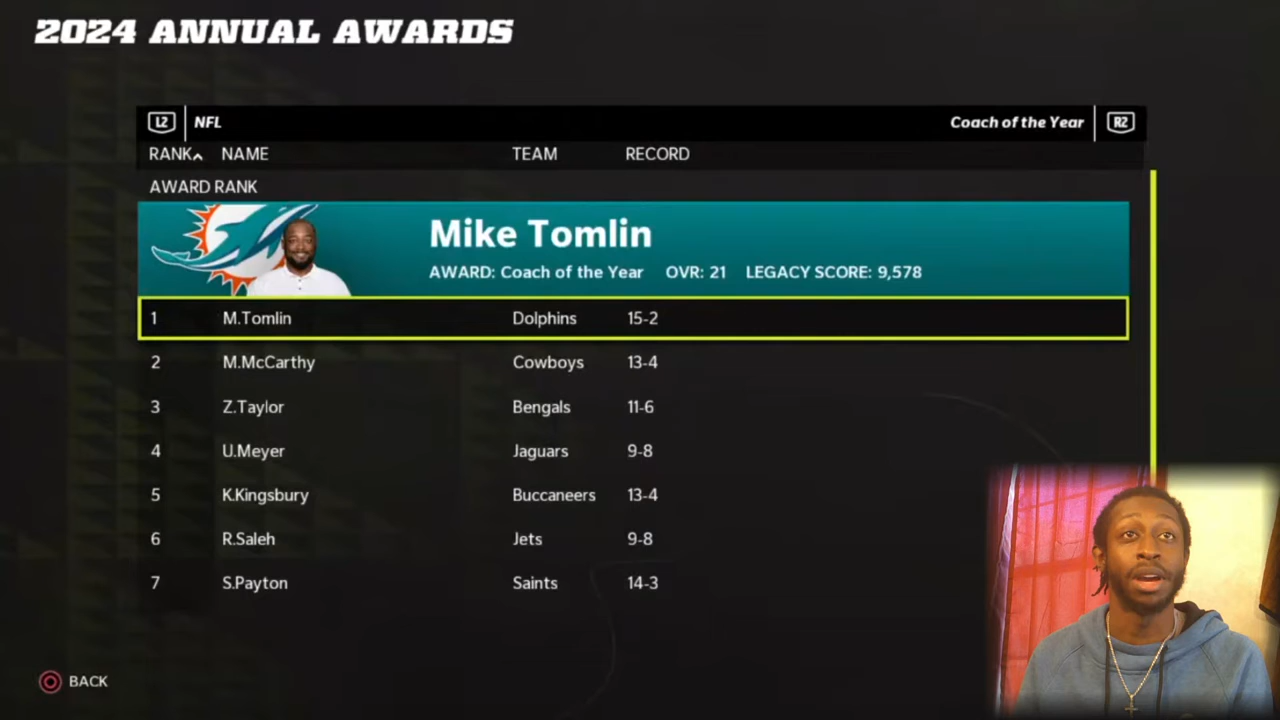 2024 ANNUAL AWARDS
L2 NFL Coach of the Year R2
RANK NAME TEAM RECORD
AWARD RANK
Mike Tomlin
AWARD: Coach of the Year OVR: 21 LEGACY SCORE: 9,578
1 M.Tomlin Dolphins 15-2
2 M.McCarthy Cowboys 13-4
3 Z.Taylor Bengals 11-6
4 U.Meyer Jaguars 9-8
5 K.Kingsbury Buccaneers 13-4
6 R.Saleh Jets 9-8
7 S.Payton Saints 14-3
BACK